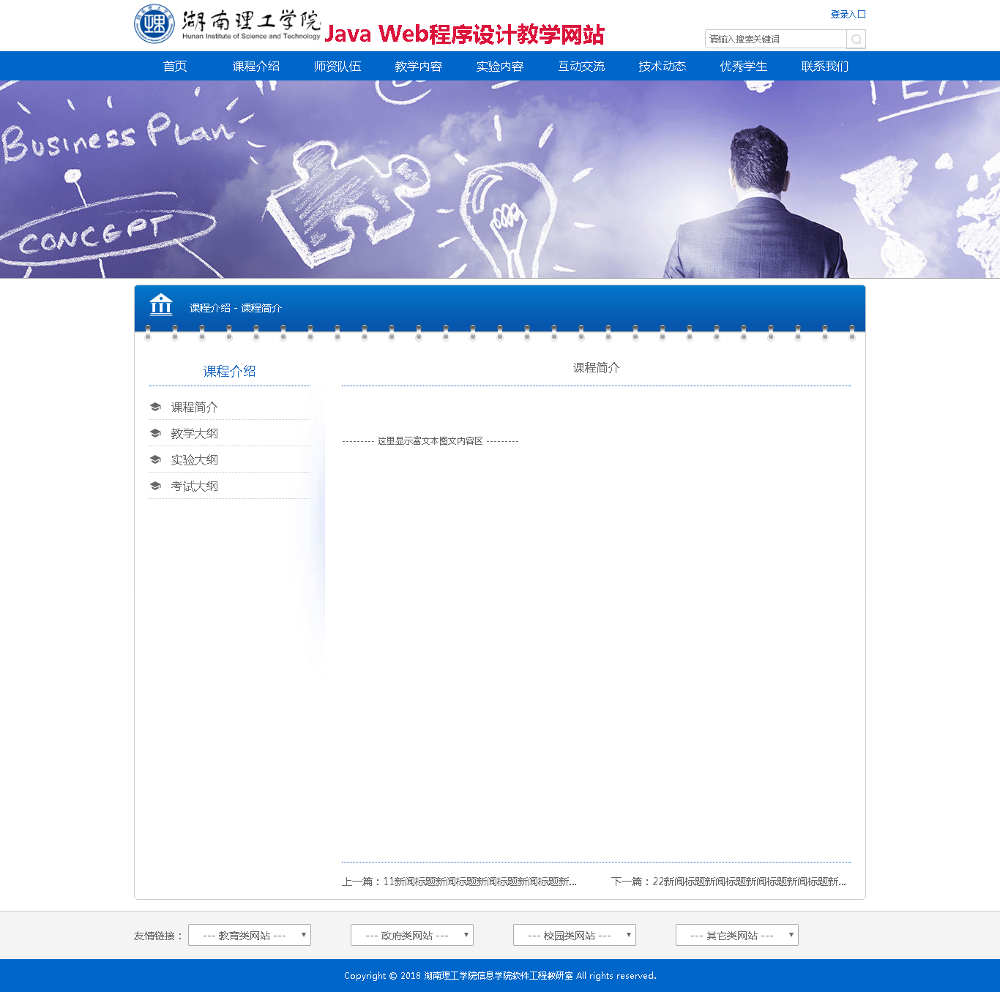 湖南理工学院
Hunan Institute of Science and Technology
Java Web程序设计教学网站
登录入口
请输入搜索关键词
首页 课程介绍 师资队伍 教学内容 实验内容 互动交流 技术动态 优秀学生 联系我们
Business Plan
TEA
CONCEPT
课程介绍 - 课程简介
课程介绍
课程简介
教学大纲
实验大纲
考试大纲
课程简介
--------- 这里显示富文本图文内容区 ---------
上一篇：11新闻标题新闻标题新闻标题新闻标题新... 下一篇：22新闻标题新闻标题新闻标题新闻标题新...
友情链接： --- 教育类网站 --- --- 政府类网站 --- --- 校园类网站 --- --- 其它类网站 ---
Copyright © 2018 湖南理工学院信息学院软件工程教研室 All rights reserved.